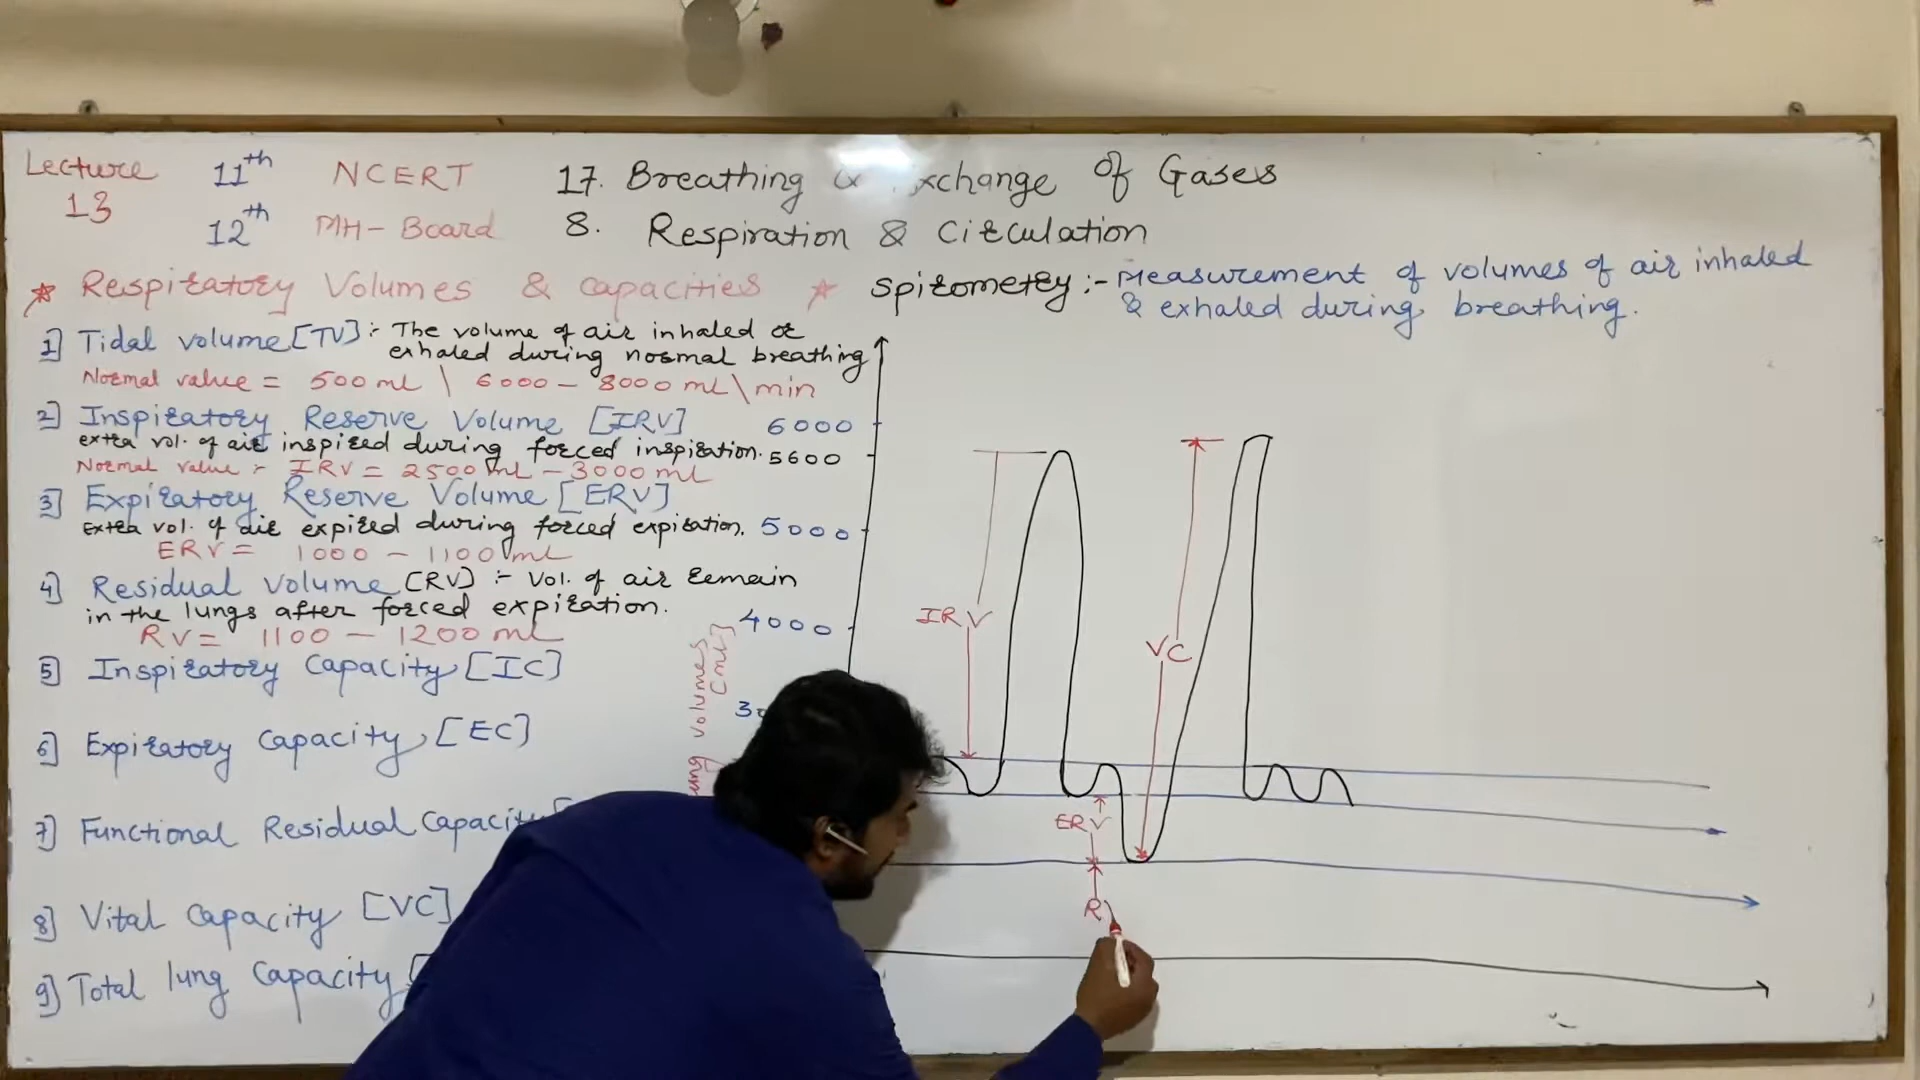 Lecture 13
11th NCERT 17. Breathing & xchange of Gases
12th MH-Board 8. Respiration & Circulation
* Respiratory Volumes & capacities * spirometry :- Measurement of volumes of air inhaled
& exhaled during breathing.
1] Tidal volume [TV] :- The volume of air inhaled or
exhaled during normal breathing
Normal value = 500 mL \ 6000 - 8000 mL \ min
2] Inspiratory Reserve Volume [IRV]
extra vol. of air inspired during forced inspiration.
Normal value :- IRV = 2500 mL - 3000 mL
3] Expiratory Reserve Volume [ERV]
Extra vol. of air expired during forced expiration.
ERV = 1000 - 1100 mL
4] Residual Volume [RV] :- Vol. of air remain
in the lungs after forced expiration.
RV = 1100 - 1200 mL
5] Inspiratory Capacity [IC]
6] Expiratory Capacity [EC]
7] Functional Residual Capacit
8] Vital Capacity [VC]
9] Total lung Capacity [
6000
5600
5000
4000
30
ung volumes
(mL)
IRV
VC
ERV
R